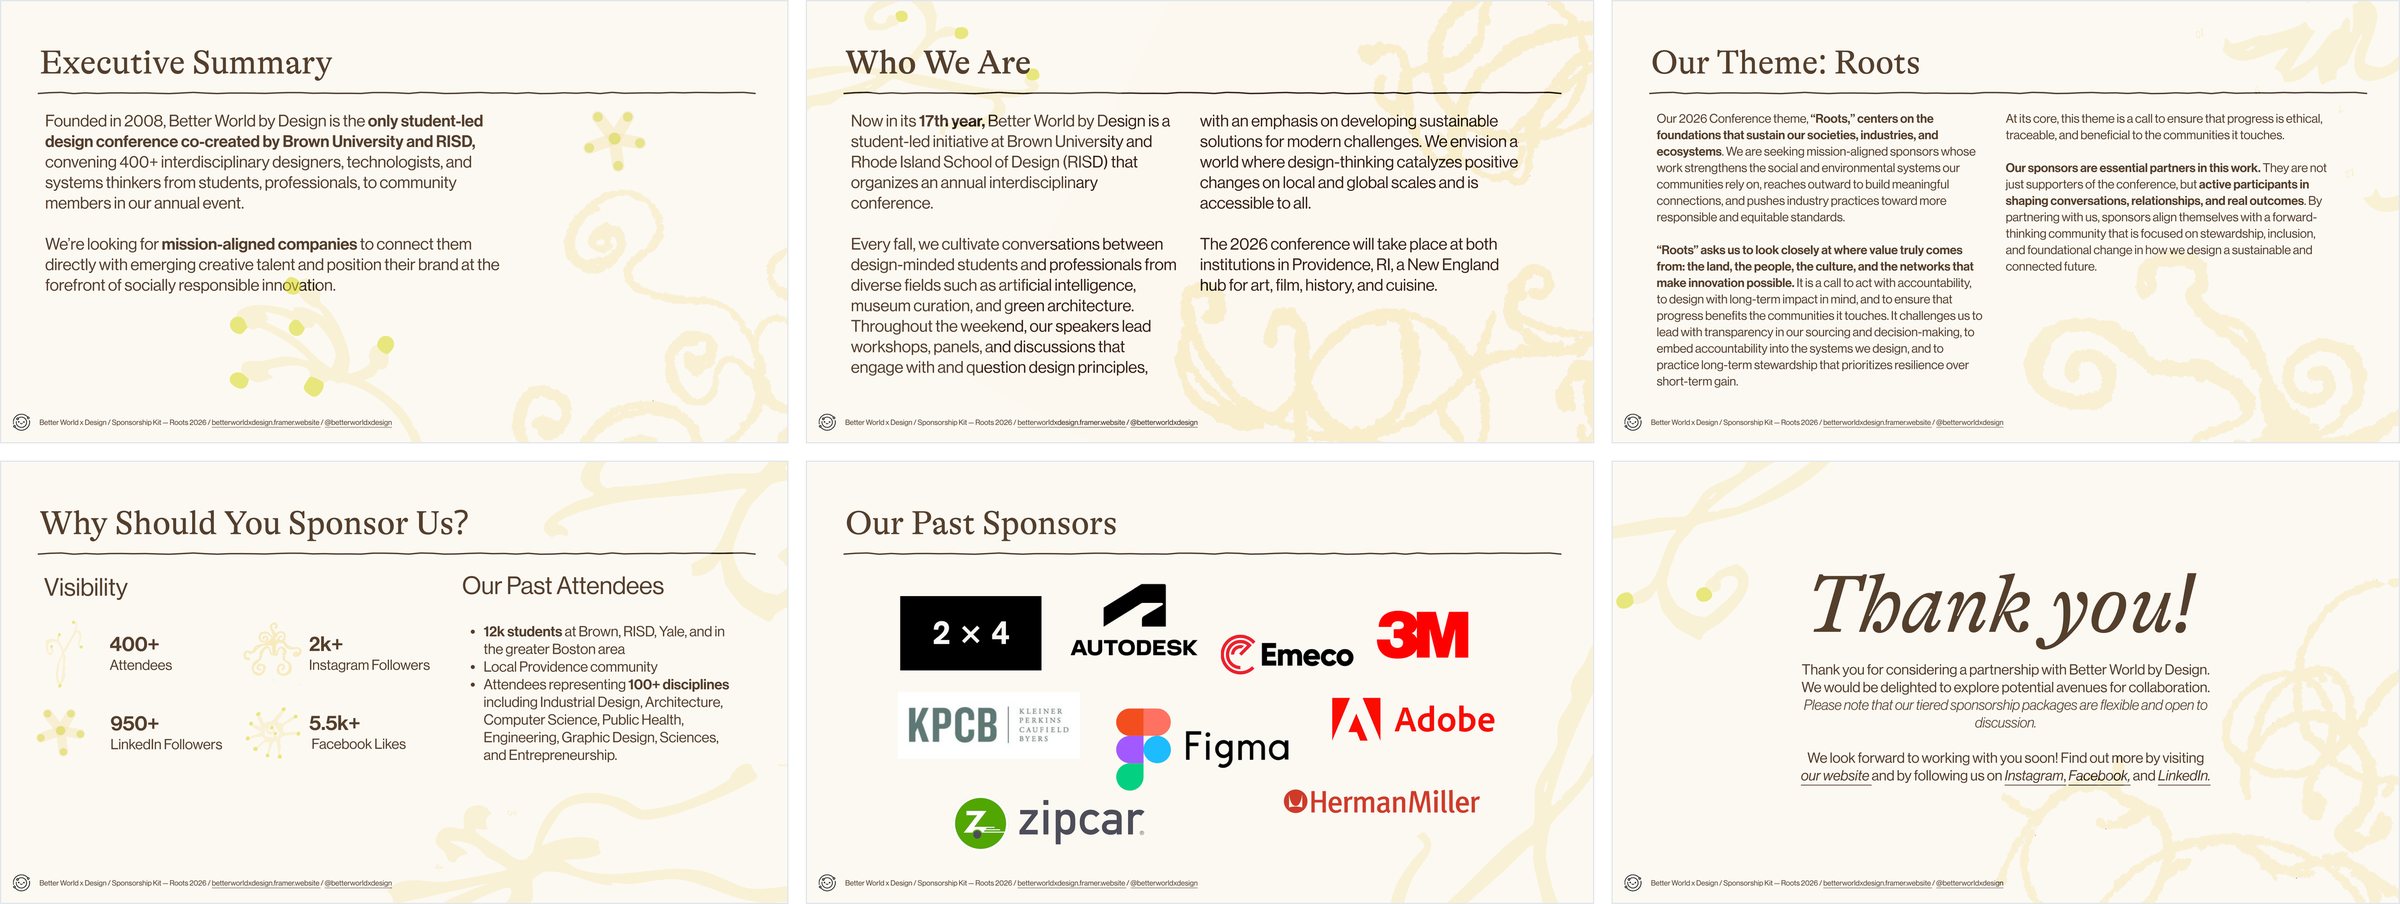 Executive Summary
Founded in 2008, Better World by Design is the only student-led
design conference co-created by Brown University and RISD,
convening 400+ interdisciplinary designers, technologists, and
systems thinkers from students, professionals, to community
members in our annual event.
We're looking for mission-aligned companies to connect them
directly with emerging creative talent and position their brand at the
forefront of socially responsible innovation.
Better World x Design / Sponsorship Kit — Roots 2026 / betterworldxdesign.framer.website / @betterworldxdesign
Who We Are
Now in its 17th year, Better World by Design is a
student-led initiative at Brown University and
Rhode Island School of Design (RISD) that
organizes an annual interdisciplinary
conference.
Every fall, we cultivate conversations between
design-minded students and professionals from
diverse fields such as artificial intelligence,
museum curation, and green architecture.
Throughout the weekend, our speakers lead
workshops, panels, and discussions that
engage with and question design principles,
with an emphasis on developing sustainable
solutions for modern challenges. We envision a
world where design-thinking catalyzes positive
changes on local and global scales and is
accessible to all.
The 2026 conference will take place at both
institutions in Providence, RI, a New England
hub for art, film, history, and cuisine.
Better World x Design / Sponsorship Kit — Roots 2026 / betterworldxdesign.framer.website / @betterworldxdesign
Our Theme: Roots
Our 2026 Conference theme, “Roots,” centers on the
foundations that sustain our societies, industries, and
ecosystems. We are seeking mission-aligned sponsors whose
work strengthens the social and environmental systems our
communities rely on, reaches outward to build meaningful
connections, and pushes industry practices toward more
responsible and equitable standards.
“Roots” asks us to look closely at where value truly comes
from: the land, the people, the culture, and the networks that
make innovation possible. It is a call to act with accountability,
to design with long-term impact in mind, and to ensure that
progress benefits the communities it touches. It challenges us to
lead with transparency in our sourcing and decision-making, to
embed accountability into the systems we design, and to
practice long-term stewardship that prioritizes resilience over
short-term gain.
At its core, this theme is a call to ensure that progress is ethical,
traceable, and beneficial to the communities it touches.
Our sponsors are essential partners in this work. They are not
just supporters of the conference, but active participants in
shaping conversations, relationships, and real outcomes. By
partnering with us, sponsors align themselves with a forward-
thinking community that is focused on stewardship, inclusion,
and foundational change in how we design a sustainable and
connected future.
Better World x Design / Sponsorship Kit — Roots 2026 / betterworldxdesign.framer.website / @betterworldxdesign
Why Should You Sponsor Us?
Visibility
400+
Attendees
2k+
Instagram Followers
950+
LinkedIn Followers
5.5k+
Facebook Likes
Our Past Attendees
• 12k students at Brown, RISD, Yale, and in
the greater Boston area
• Local Providence community
• Attendees representing 100+ disciplines
including Industrial Design, Architecture,
Computer Science, Public Health,
Engineering, Graphic Design, Sciences,
and Entrepreneurship.
Better World x Design / Sponsorship Kit — Roots 2026 / betterworldxdesign.framer.website / @betterworldxdesign
Our Past Sponsors
2 × 4
AUTODESK
Emeco
3M
KPCB
KLEINER
PERKINS
CAUFIELD
BYERS
Figma
Adobe
zipcar
HermanMiller
Better World x Design / Sponsorship Kit — Roots 2026 / betterworldxdesign.framer.website / @betterworldxdesign
Thank you!
Thank you for considering a partnership with Better World by Design.
We would be delighted to explore potential avenues for collaboration.
Please note that our tiered sponsorship packages are flexible and open to
discussion.
We look forward to working with you soon! Find out more by visiting
our website and by following us on Instagram, Facebook, and LinkedIn.
Better World x Design / Sponsorship Kit — Roots 2026 / betterworldxdesign.framer.website / @betterworldxdesign